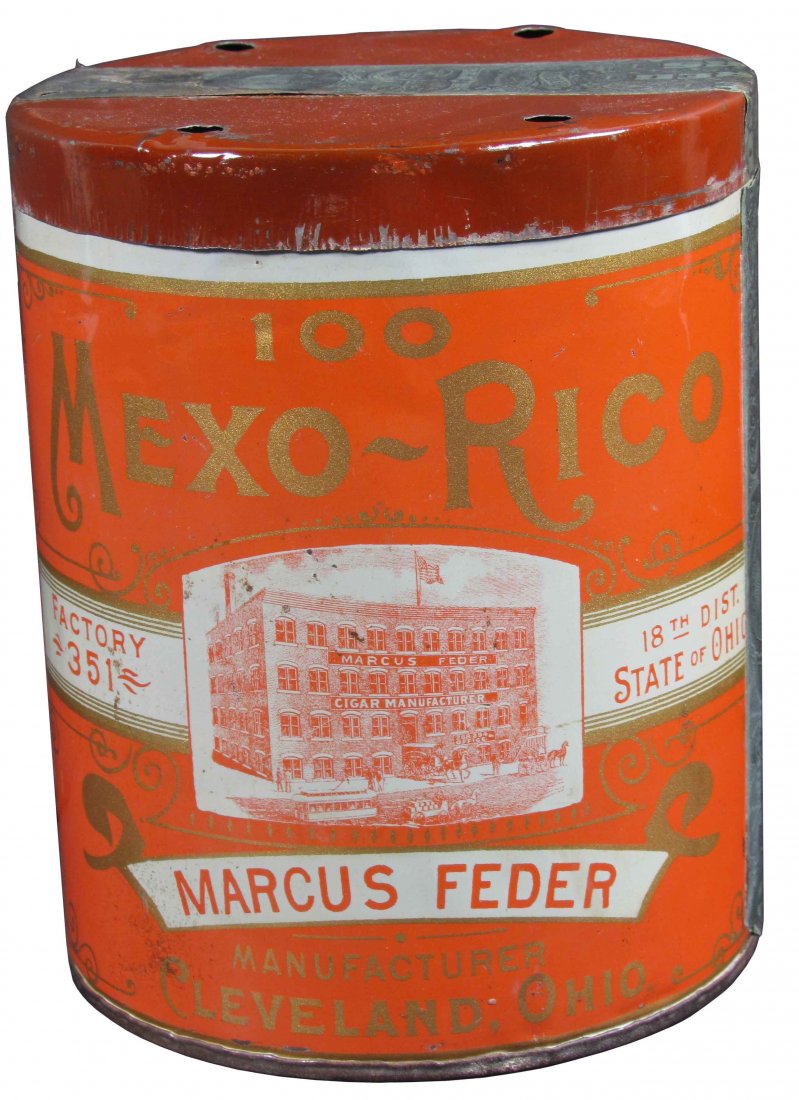 100
MEXO~RICO
FACTORY
351
18TH DIST.
STATE OF OHIO
MARCUS FEDER
CIGAR MANUFACTURER
MARCUS FEDER
MANUFACTURER
CLEVELAND, OHIO